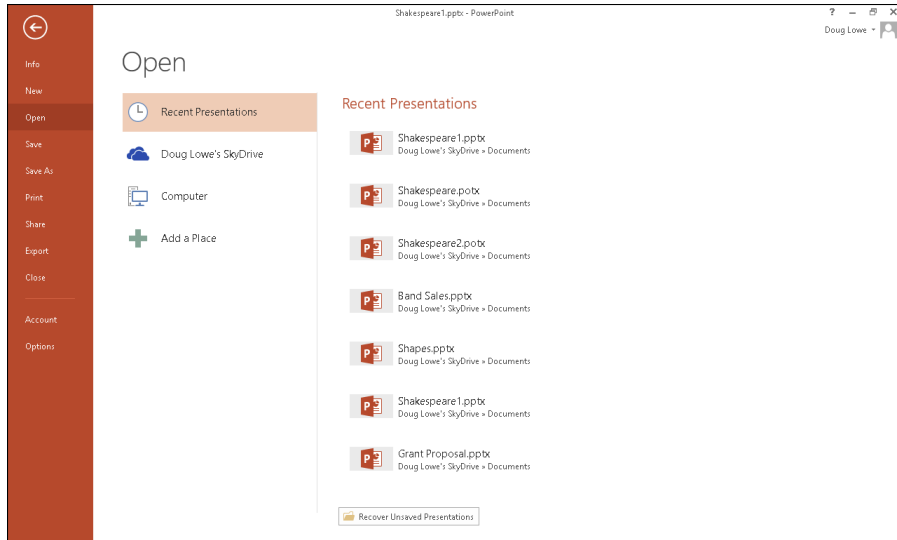 Shakespeare1.pptx - PowerPoint
?
Doug Lowe
Info
New
Open
Save
Save As
Print
Share
Export
Close
Account
Options
Open
Recent Presentations
Doug Lowe's SkyDrive
Computer
Add a Place
Recent Presentations
Shakespeare1.pptx
Doug Lowe's SkyDrive » Documents
Shakespeare.potx
Doug Lowe's SkyDrive » Documents
Shakespeare2.potx
Doug Lowe's SkyDrive » Documents
Band Sales.pptx
Doug Lowe's SkyDrive » Documents
Shapes.pptx
Doug Lowe's SkyDrive » Documents
Shakespeare1.pptx
Doug Lowe's SkyDrive » Documents
Grant Proposal.pptx
Doug Lowe's SkyDrive » Documents
Recover Unsaved Presentations